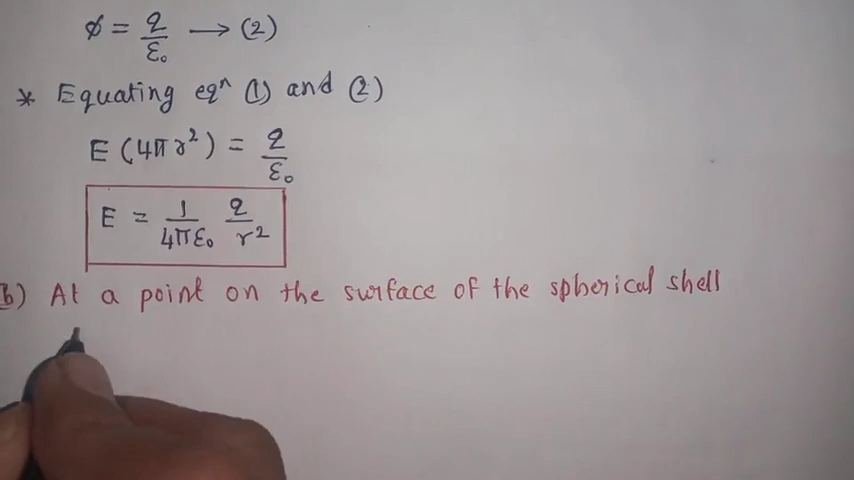 φ = q/ε₀ ⟶ (2)
* Equating eqⁿ (1) and (2)
E (4πr²) = q/ε₀
E = 1/4πε₀ q/r²
b) At a point on the surface of the spherical shell